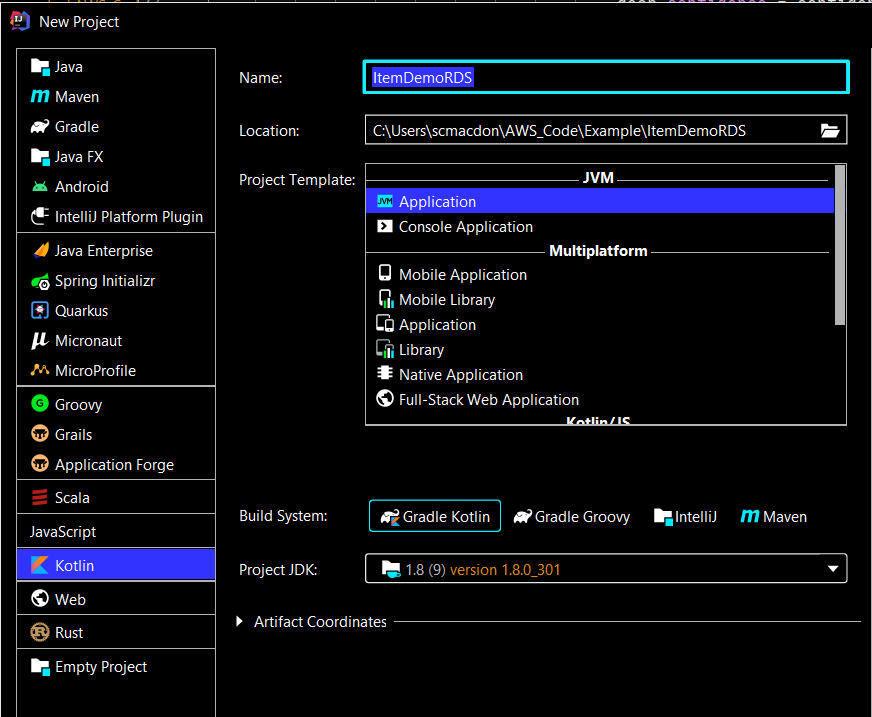 New Project
Java
Maven
Gradle
Java FX
Android
IntelliJ Platform Plugin
Java Enterprise
Spring Initializr
Quarkus
Micronaut
MicroProfile
Groovy
Grails
Application Forge
Scala
JavaScript
Kotlin
Web
Rust
Empty Project
Name: ItemDemoRDS
Location: C:\Users\scmacdon\AWS_Code\Example\ItemDemoRDS
Project Template:
JVM
Application
Console Application
Multiplatform
Mobile Application
Mobile Library
Application
Library
Native Application
Full-Stack Web Application
Kotlin/JS
Build System: Gradle Kotlin Gradle Groovy IntelliJ Maven
Project JDK: 1.8 (9) version 1.8.0_301
Artifact Coordinates